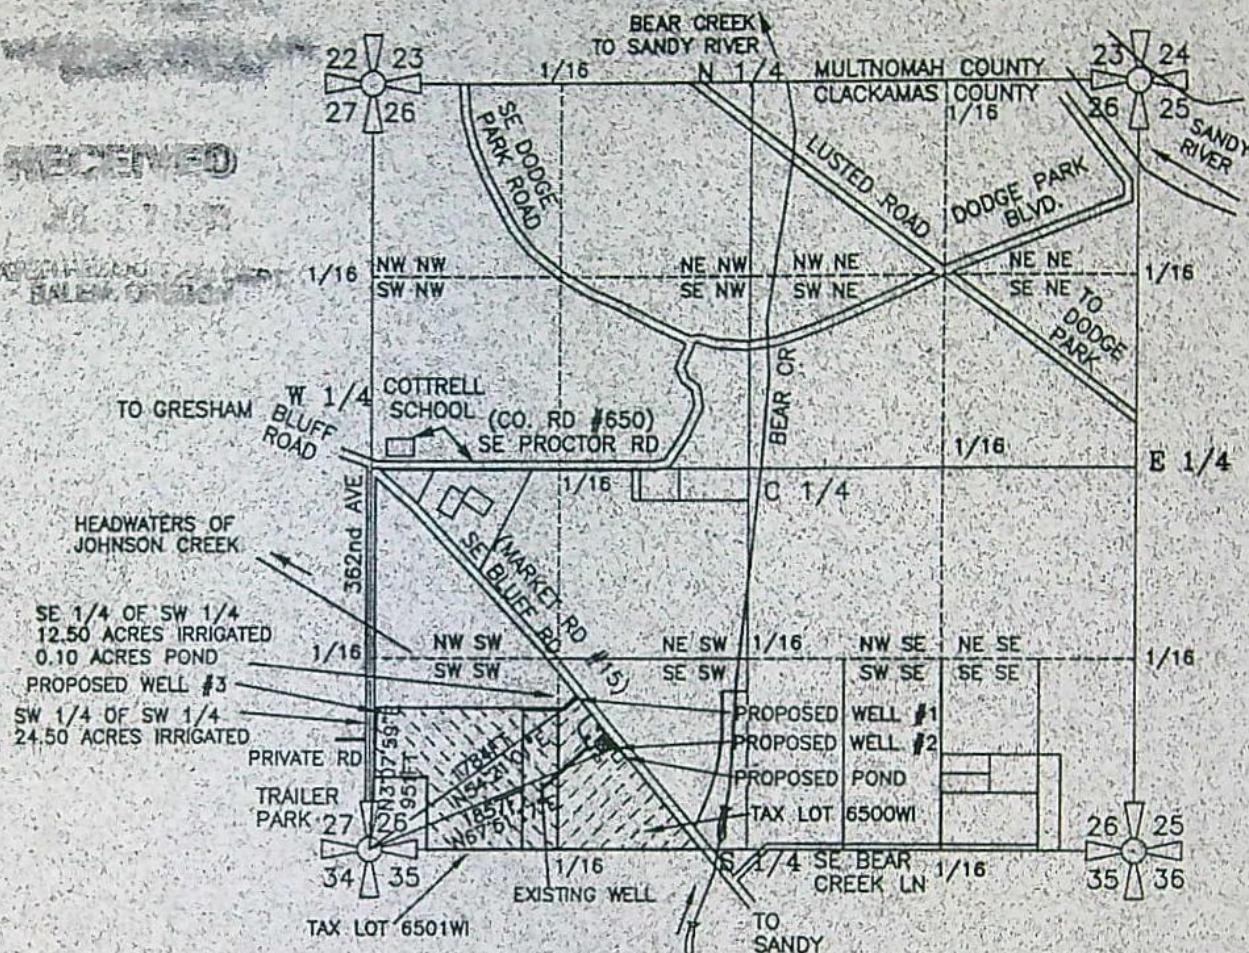 BEAR CREEK
TO SANDY RIVER
22 23
27 26
1/16
N 1/4
MULTNOMAH COUNTY
CLACKAMAS COUNTY
1/16
23 24
26 25
SANDY
RIVER
RECEIVED
SALEM, OREGON
SE DODGE
PARK ROAD
LUSTED ROAD
DODGE PARK
BLVD.
1/16
NW NW
SW NW
NE NW
SE NW
NW NE
SW NE
NE NE
SE NE
1/16
TO
DODGE
PARK
BEAR CR
TO GRESHAM
W 1/4
BLUFF
ROAD
COTTRELL
SCHOOL
(CO. RD #650)
SE PROCTOR RD
1/16
E 1/4
1/16
C 1/4
362nd AVE
HEADWATERS OF
JOHNSON CREEK
(MARKET RD #15)
SE BLUFF RD
SE 1/4 OF SW 1/4
12.50 ACRES IRRIGATED
0.10 ACRES POND
1/16
NW SW
SW SW
NE SW
SE SW
1/16
NW SE
SW SE
NE SE
SE SE
1/16
PROPOSED WELL #3
SW 1/4 OF SW 1/4
24.50 ACRES IRRIGATED
PRIVATE RD
TRAILER
PARK
PROPOSED WELL #1
PROPOSED WELL #2
PROPOSED POND
TAX LOT 6500WI
1784FT
1857FT
27 26
34 35
1/16
EXISTING WELL
TAX LOT 6501WI
S 1/4
SE BEAR
CREEK LN
1/16
26 25
35 36
TO
SANDY